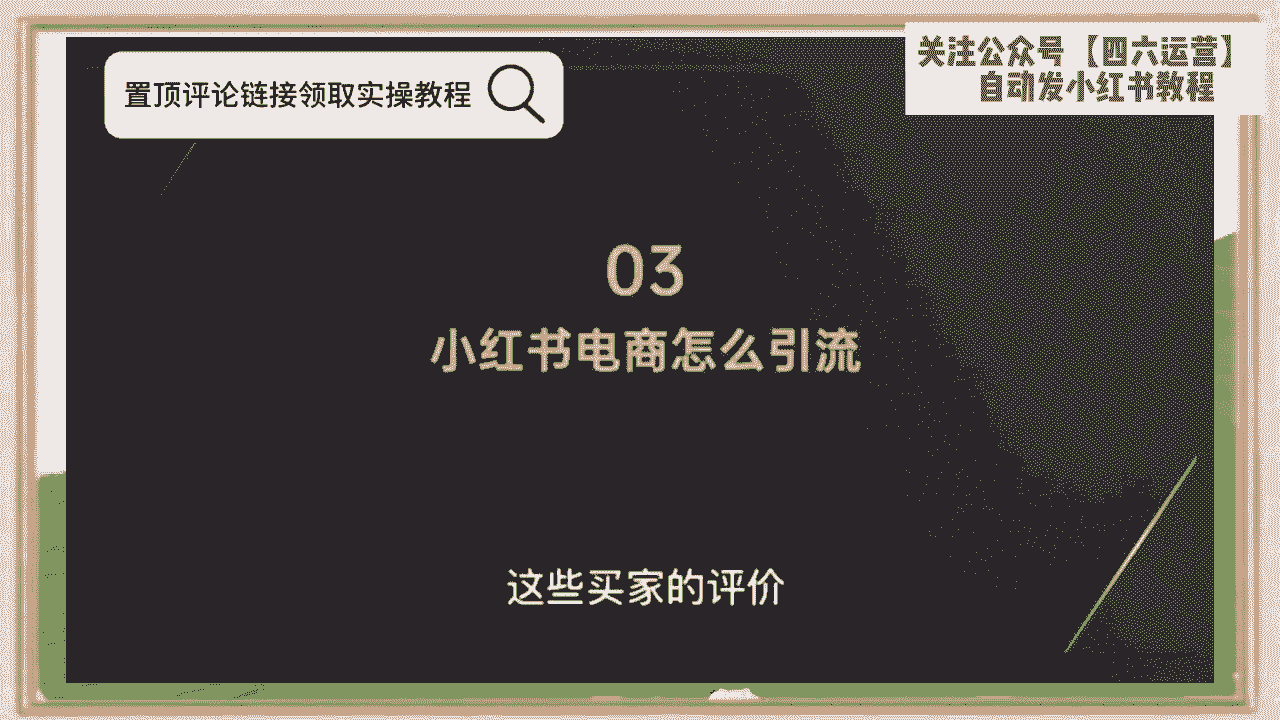 关注公众号【四六运营】
自动发小红书教程
置顶评论链接领取实操教程
03
小红书电商怎么引流
这些买家的评价